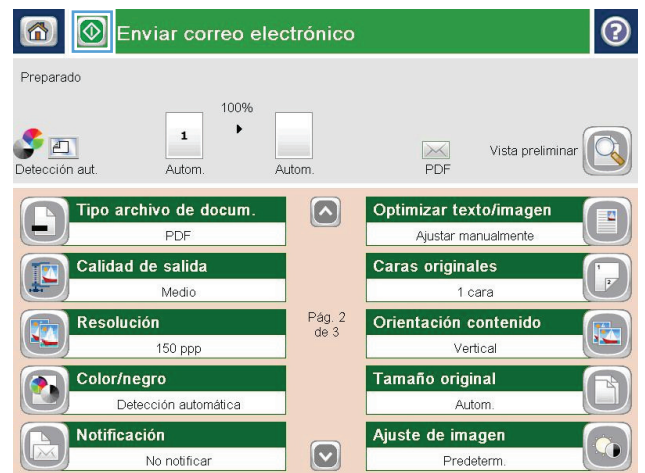 Enviar correo electrónico
?
Preparado
100%
1
Detección aut.
Autom.
Autom.
PDF
Vista preliminar
Tipo archivo de docum.
PDF
Calidad de salida
Medio
Resolución
150 ppp
Color/negro
Detección automática
Notificación
No notificar
Pág. 2
de 3
Optimizar texto/imagen
Ajustar manualmente
Caras originales
1 cara
1
2
Orientación contenido
Vertical
Tamaño original
Autom.
Ajuste de imagen
Predeterm.